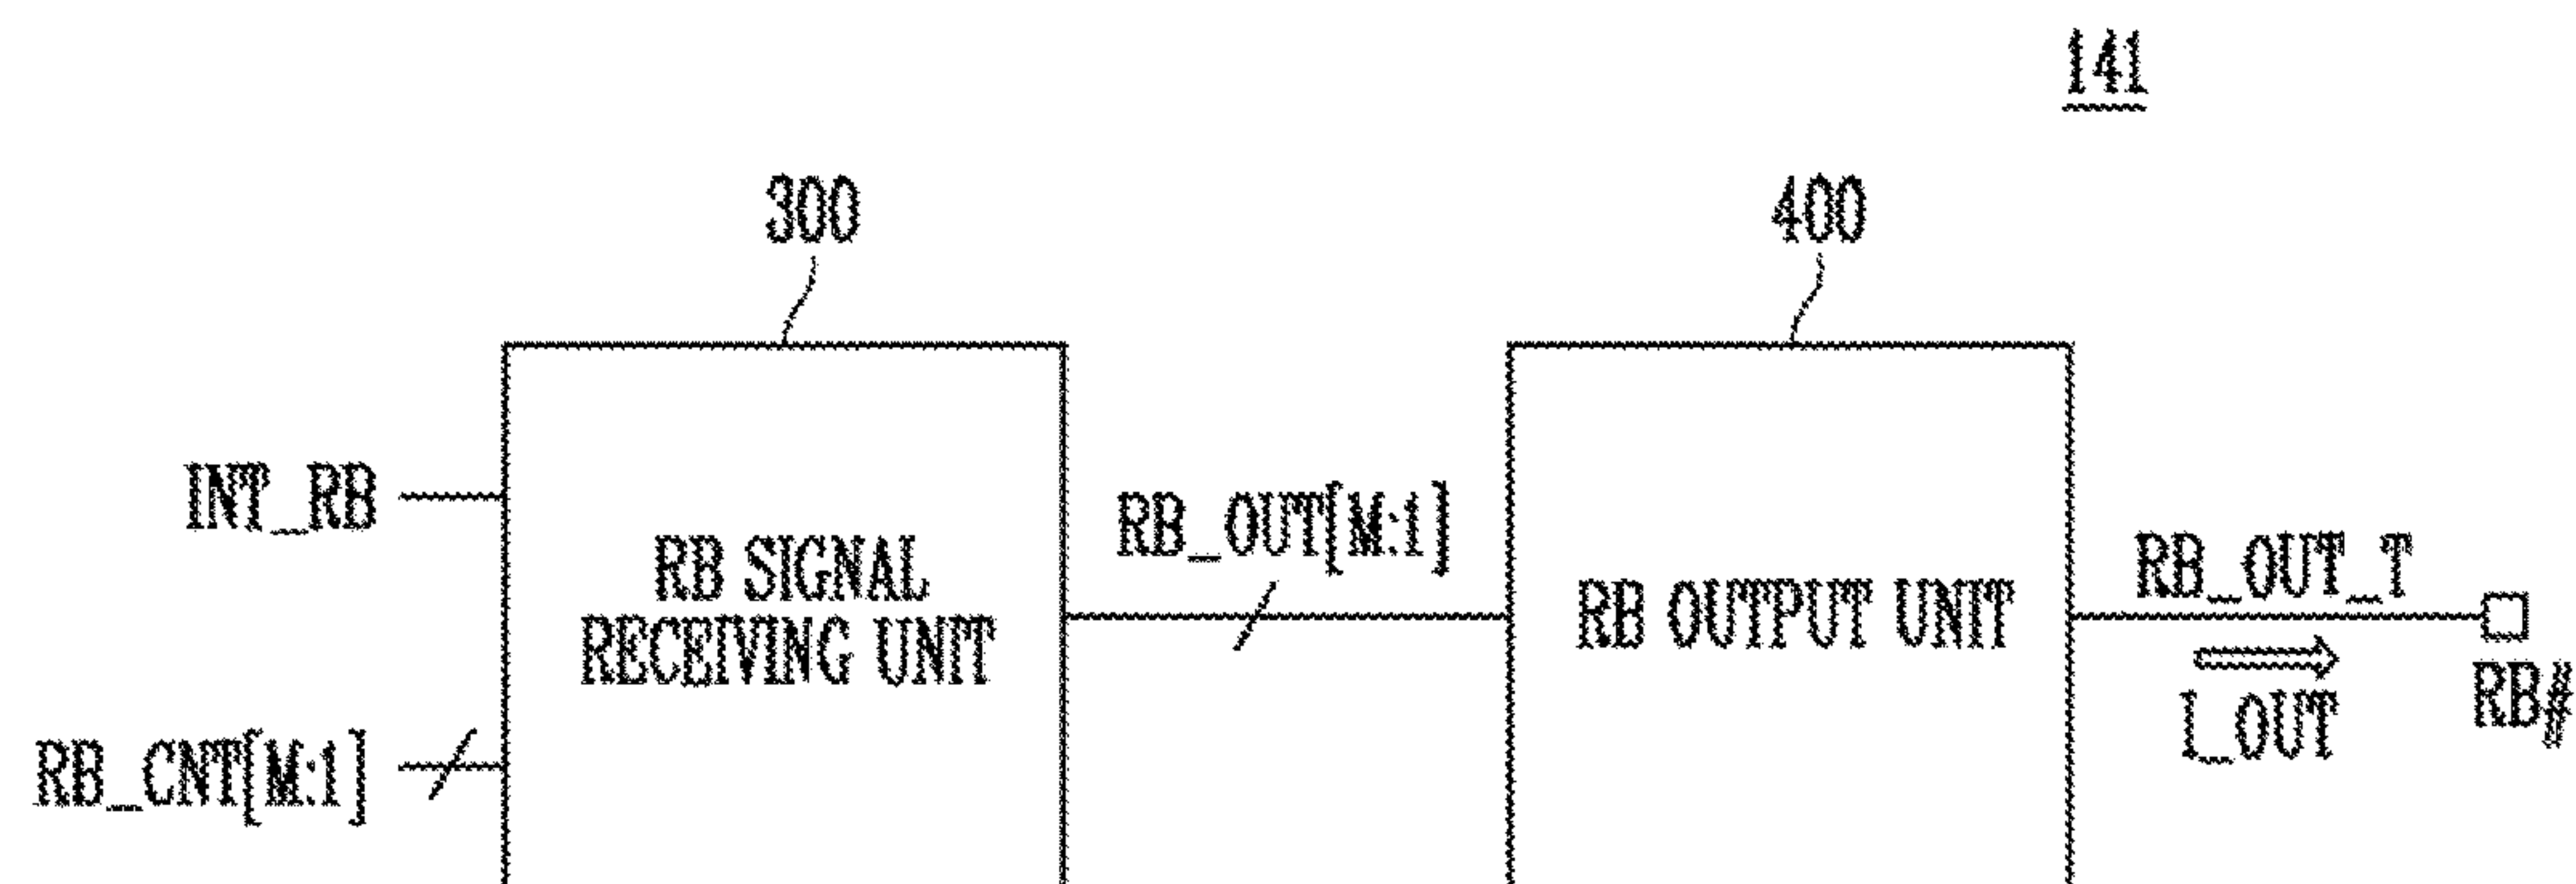 141
300
400
INT_RB
RB_CNT[M:1]
RB SIGNAL
RECEIVING UNIT
RB_OUT[M:1]
RB OUTPUT UNIT
RB_OUT_T
I_OUT
RB#